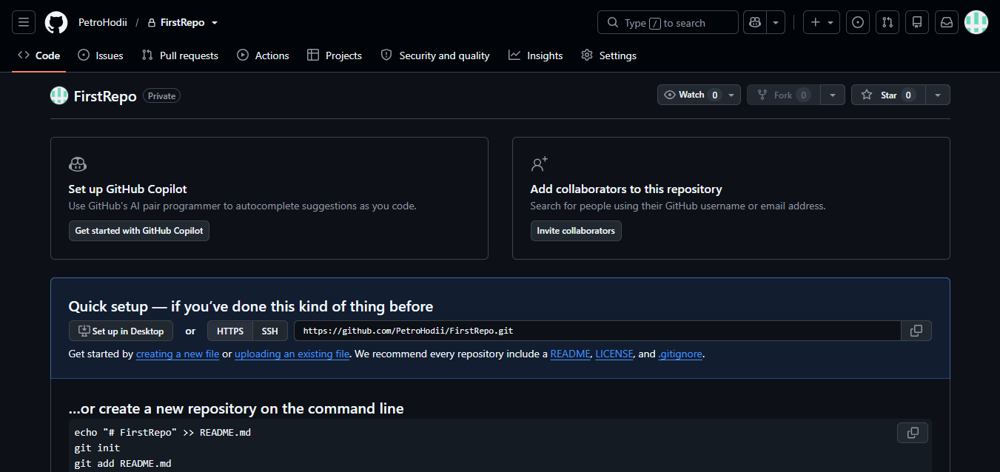 PetroHodii / FirstRepo
Type / to search
Code Issues Pull requests Actions Projects Security and quality Insights Settings
FirstRepo Private
Watch 0 Fork 0 Star 0
Set up GitHub Copilot
Use GitHub's AI pair programmer to autocomplete suggestions as you code.
Get started with GitHub Copilot
Add collaborators to this repository
Search for people using their GitHub username or email address.
Invite collaborators
Quick setup — if you’ve done this kind of thing before
Set up in Desktop or HTTPS SSH https://github.com/PetroHodii/FirstRepo.git
Get started by creating a new file or uploading an existing file. We recommend every repository include a README, LICENSE, and .gitignore.
...or create a new repository on the command line
echo "# FirstRepo" >> README.md
git init
git add README.md